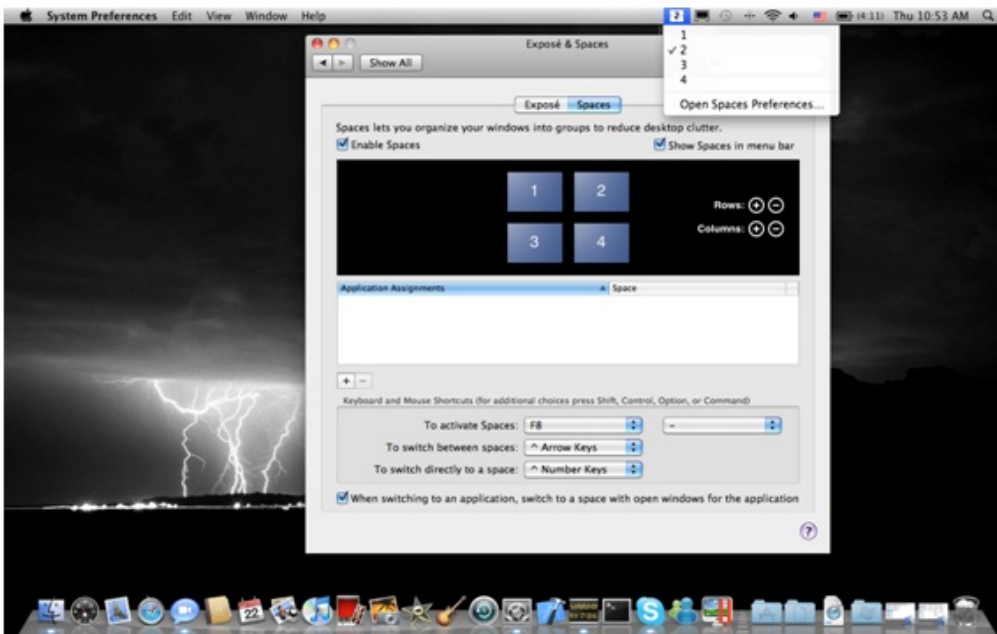 System Preferences Edit View Window Help
2 (4:11) Thu 10:53 AM
1
✓ 2
3
4
Open Spaces Preferences...
Exposé & Spaces
Show All
Exposé Spaces
Spaces lets you organize your windows into groups to reduce desktop clutter.
Enable Spaces Show Spaces in menu bar
1 2
3 4
Rows: + −
Columns: + −
Application Assignments Space
+ −
Keyboard and Mouse Shortcuts (for additional choices press Shift, Control, Option, or Command)
To activate Spaces: F8 –
To switch between spaces: ^ Arrow Keys
To switch directly to a space: ^ Number Keys
When switching to an application, switch to a space with open windows for the application
?
22